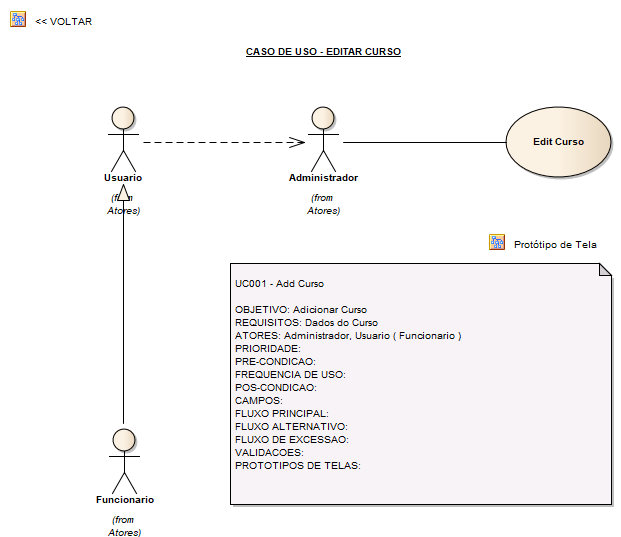 << VOLTAR
CASO DE USO - EDITAR CURSO
Usuario
(from
Atores)
Administrador
(from
Atores)
Edit Curso
Protótipo de Tela
UC001 - Add Curso
OBJETIVO: Adicionar Curso
REQUISITOS: Dados do Curso
ATORES: Administrador, Usuario ( Funcionario )
PRIORIDADE:
PRE-CONDICAO:
FREQUENCIA DE USO:
POS-CONDICAO:
CAMPOS:
FLUXO PRINCIPAL:
FLUXO ALTERNATIVO:
FLUXO DE EXCESSAO:
VALIDACOES:
PROTOTIPOS DE TELAS:
Funcionario
(from
Atores)